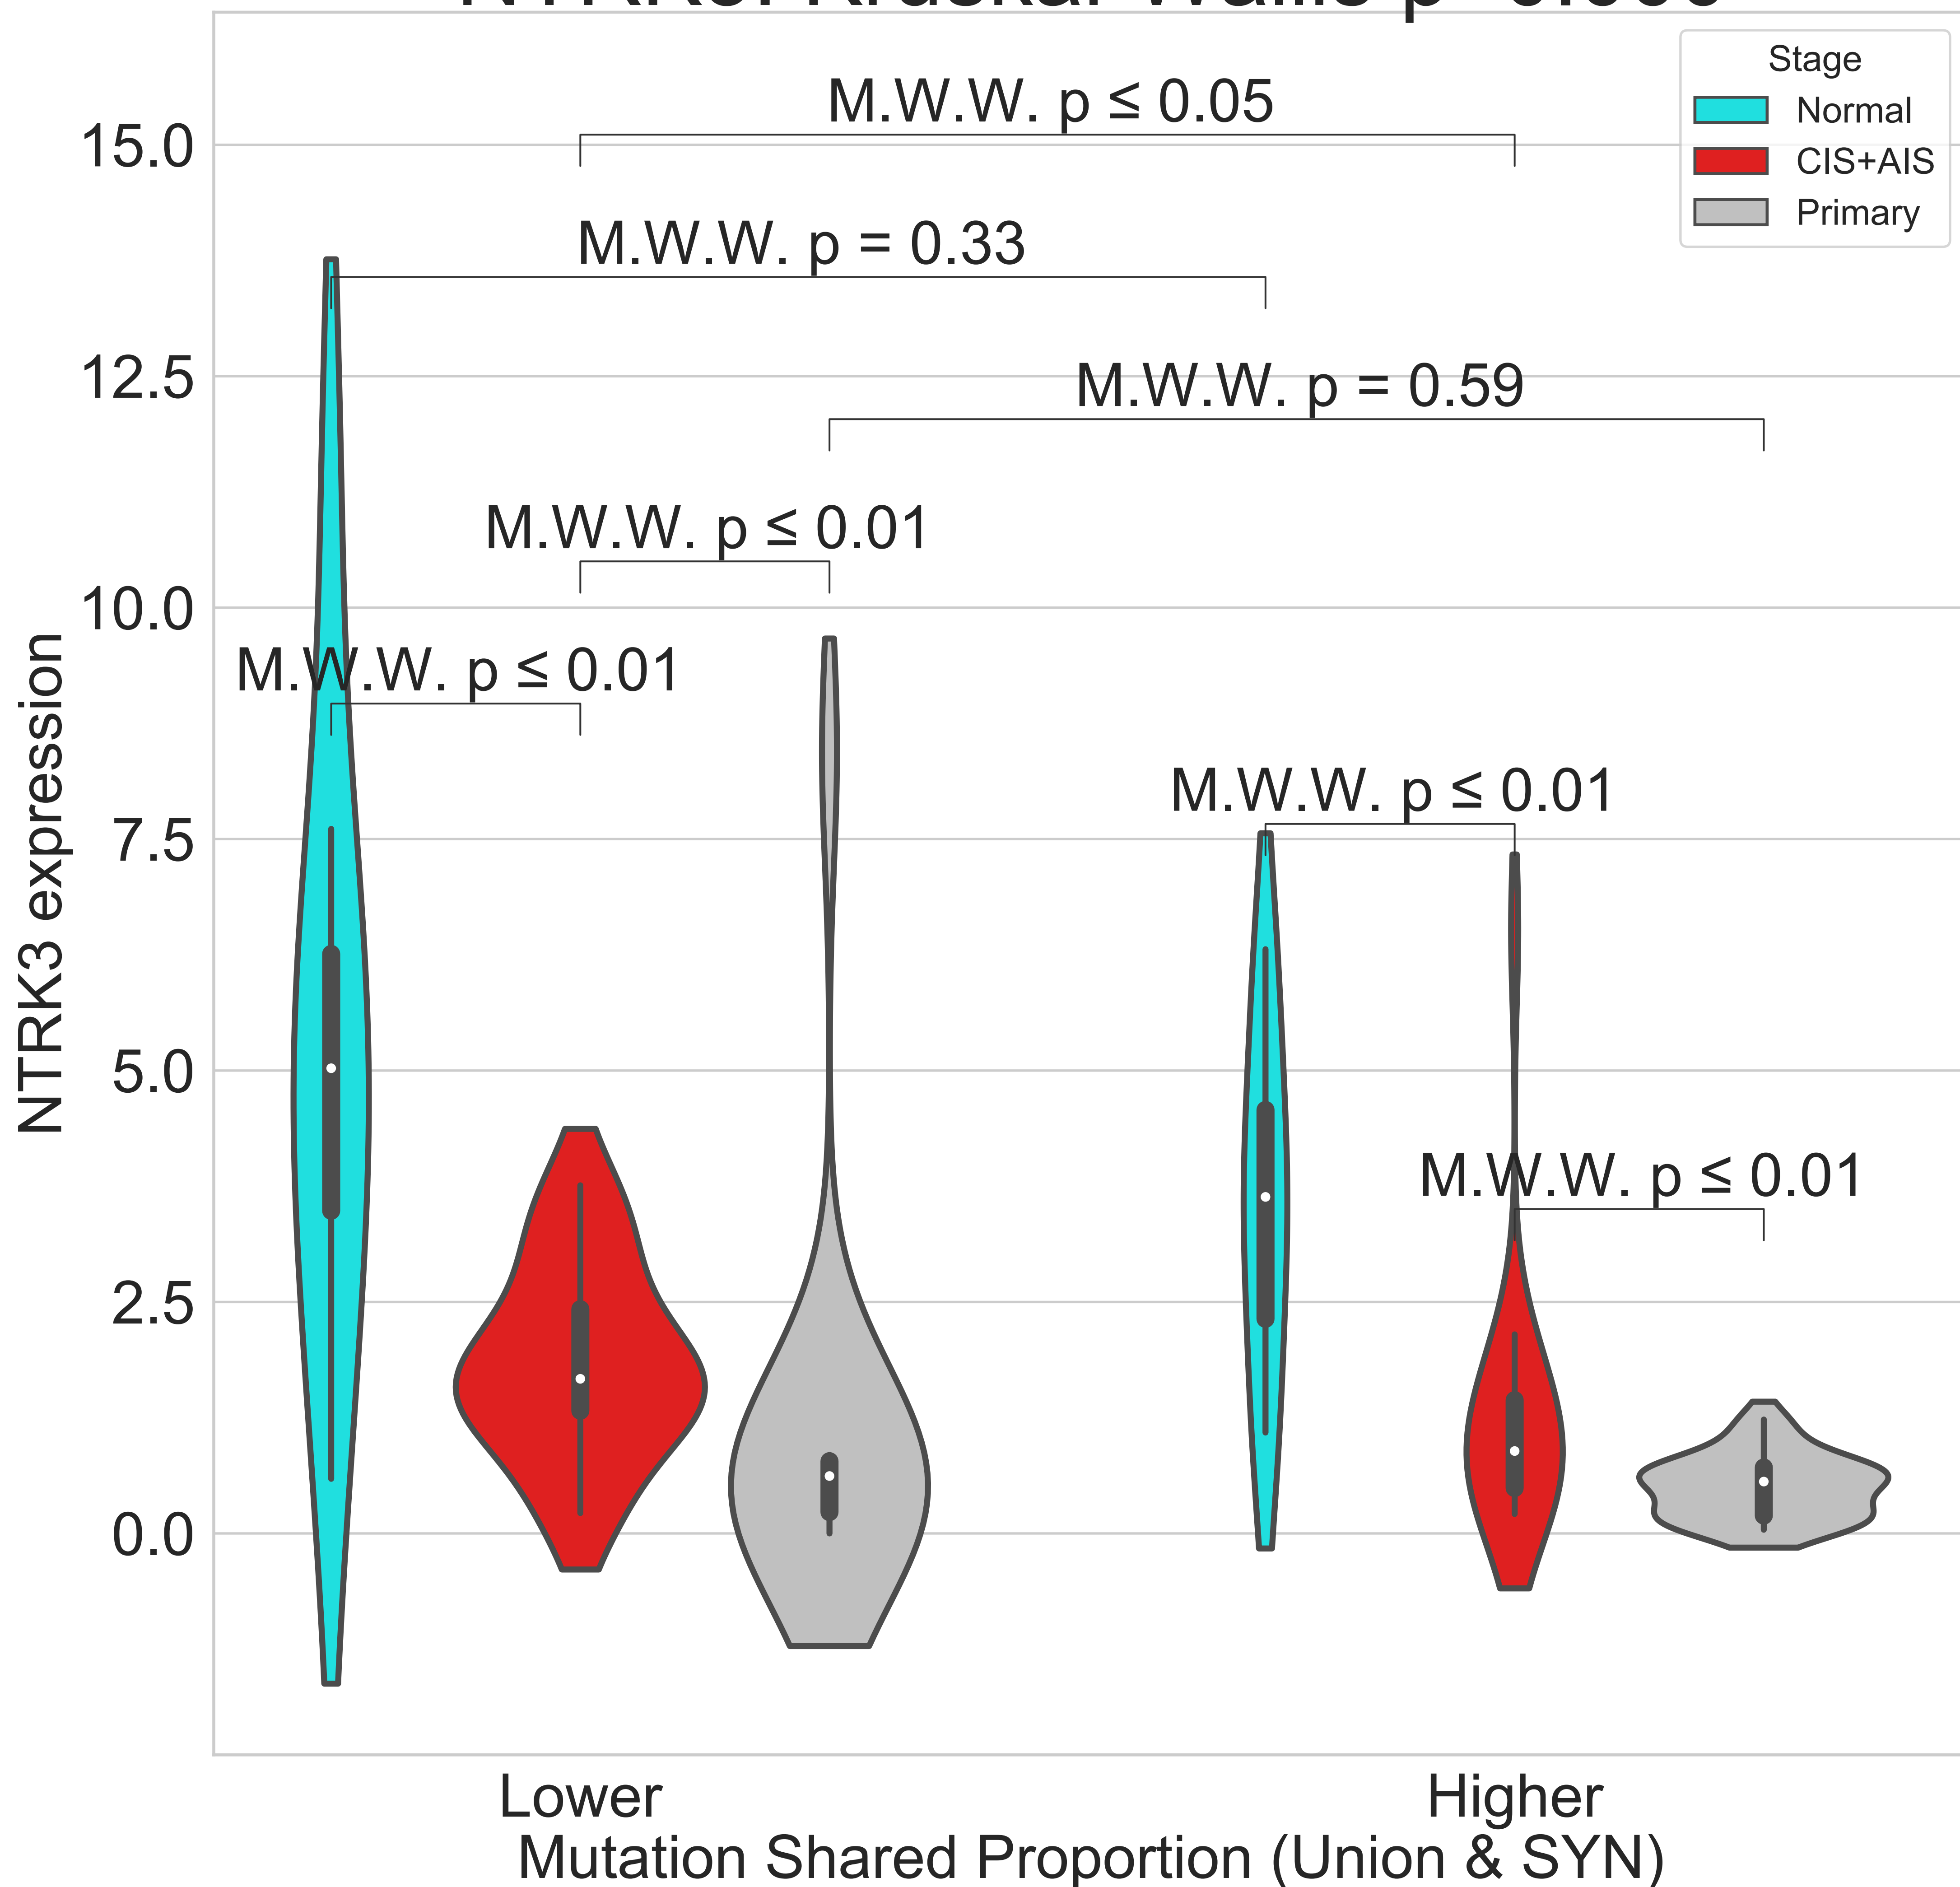 Stage
Normal
CIS+AIS
Primary
M.W.W. p ≤ 0.05
15.0
M.W.W. p = 0.33
12.5
M.W.W. p = 0.59
M.W.W. p ≤ 0.01
10.0
M.W.W. p ≤ 0.01
M.W.W. p ≤ 0.01
7.5
5.0
M.W.W. p ≤ 0.01
2.5
0.0
NTRK3 expression
Lower
Higher
Mutation Shared Proportion (Union & SYN)